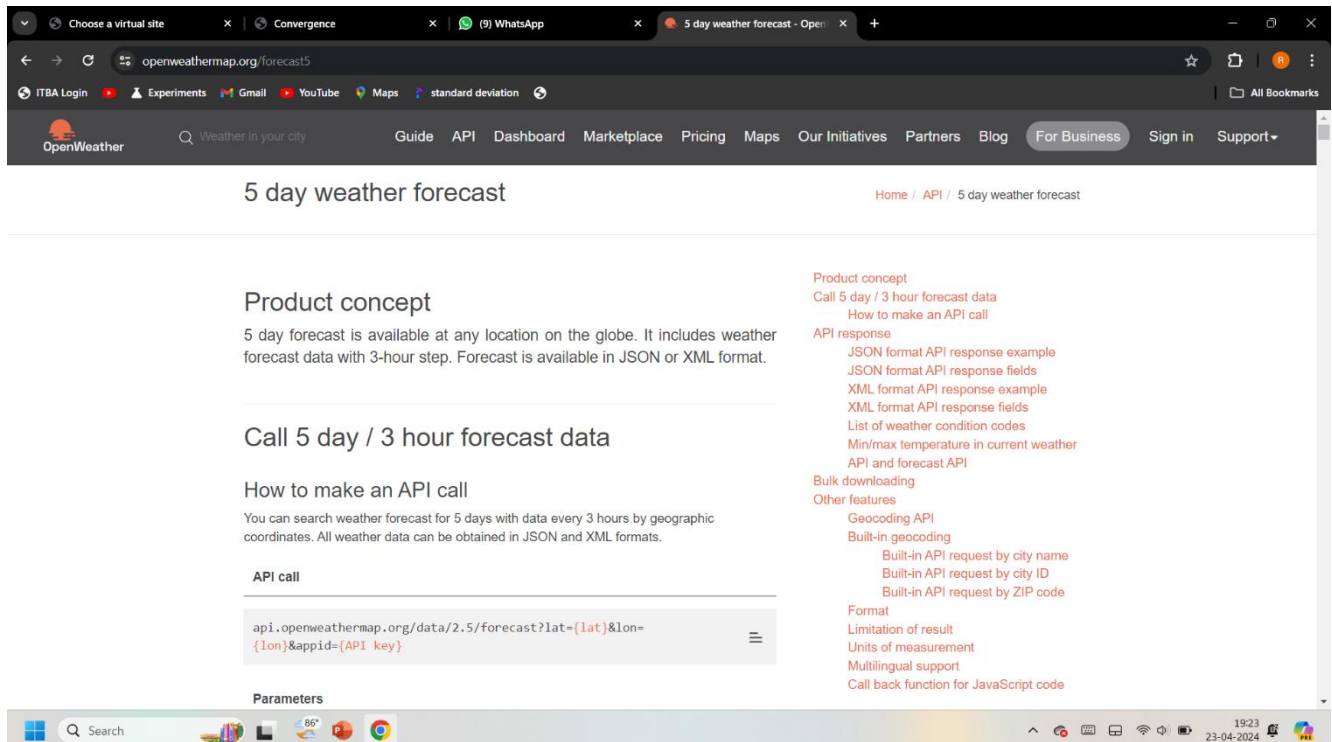 Choose a virtual site
Convergence
(9) WhatsApp
5 day weather forecast - Open
openweathermap.org/forecast5
ITBA Login
Experiments
Gmail
YouTube
Maps
standard deviation
All Bookmarks
OpenWeather
Weather in your city
Guide API Dashboard Marketplace Pricing Maps Our Initiatives Partners Blog For Business Sign in Support
5 day weather forecast
Home / API / 5 day weather forecast
Product concept
5 day forecast is available at any location on the globe. It includes weather
forecast data with 3-hour step. Forecast is available in JSON or XML format.
Call 5 day / 3 hour forecast data
How to make an API call
You can search weather forecast for 5 days with data every 3 hours by geographic
coordinates. All weather data can be obtained in JSON and XML formats.
API call
api.openweathermap.org/data/2.5/forecast?lat={lat}&lon=
{lon}&appid={API key}
Parameters
Product concept
Call 5 day / 3 hour forecast data
How to make an API call
API response
JSON format API response example
JSON format API response fields
XML format API response example
XML format API response fields
List of weather condition codes
Min/max temperature in current weather
API and forecast API
Bulk downloading
Other features
Geocoding API
Built-in geocoding
Built-in API request by city name
Built-in API request by city ID
Built-in API request by ZIP code
Format
Limitation of result
Units of measurement
Multilingual support
Call back function for JavaScript code
Search
86°
19:23
23-04-2024
PRE